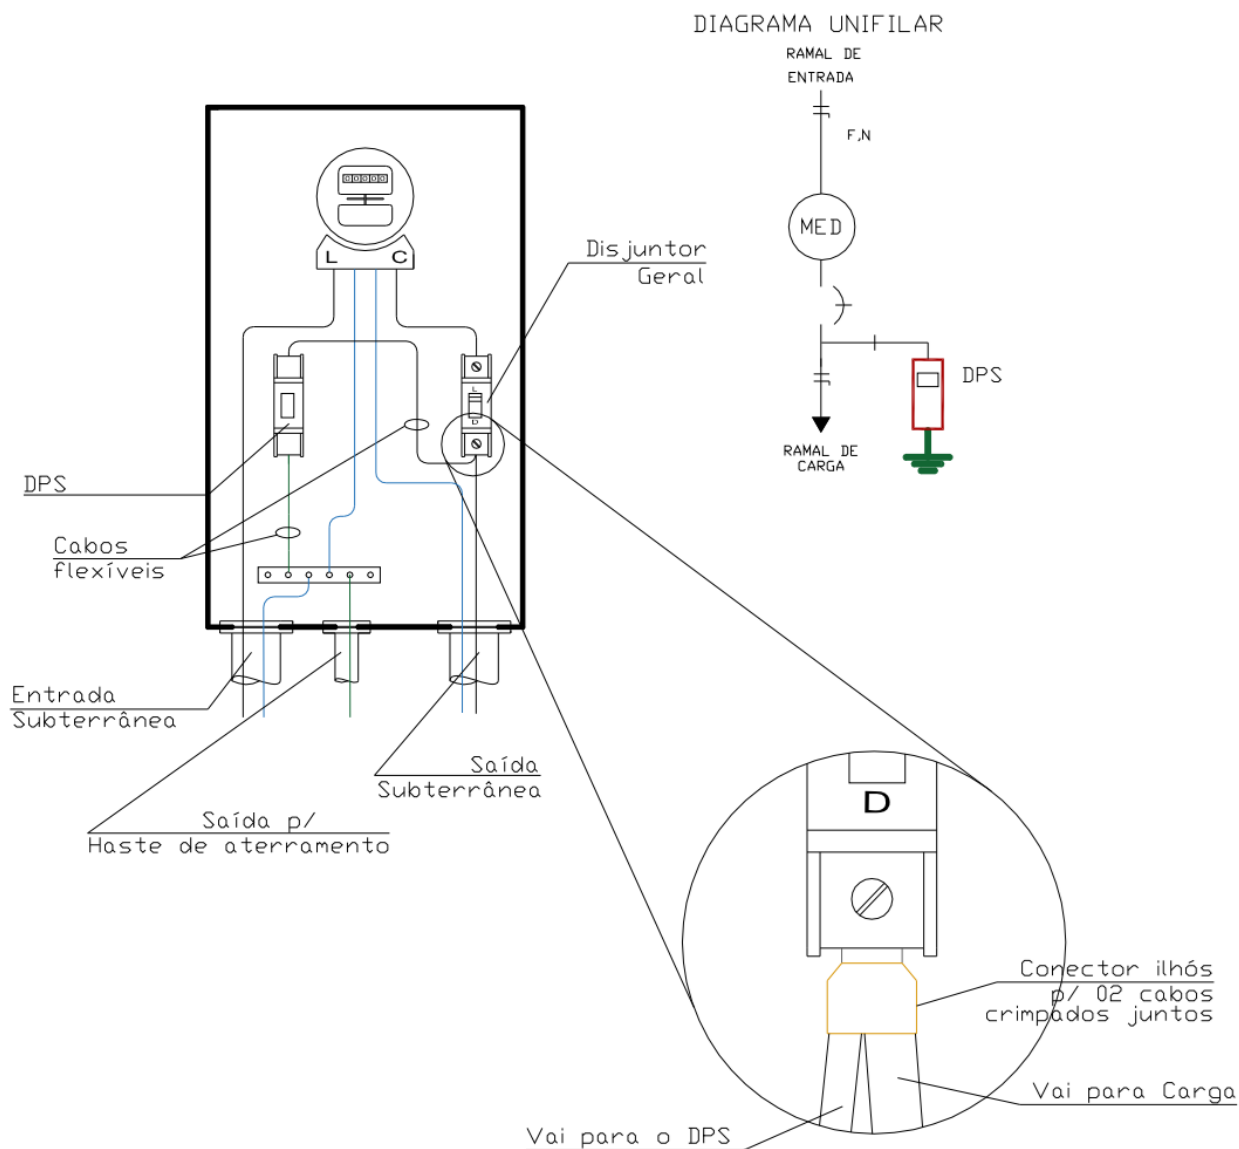 DIAGRAMA UNIFILAR
RAMAL DE
ENTRADA
F,N
MED
DPS
RAMAL DE
CARGA
L C
Disjuntor
Geral
L
D
DPS
Cabos
flexíveis
Entrada
Subterrânea
Saída
Subterrânea
Saída p/
Haste de aterramento
D
Conector ilhós
p/ 02 cabos
crimpados juntos
Vai para Carga
Vai para o DPS